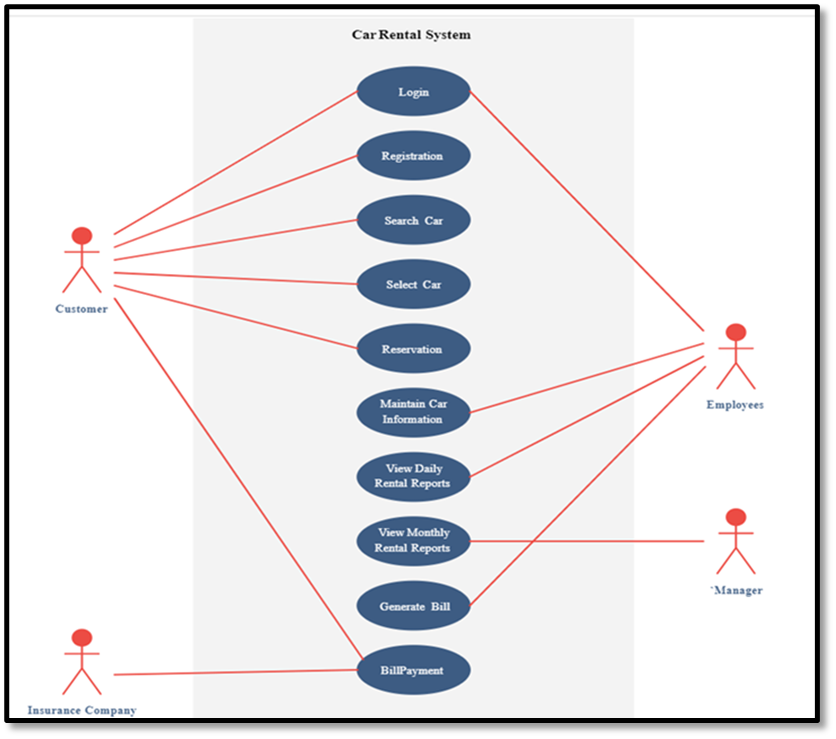 Car Rental System
Login
Registration
Search Car
Select Car
Customer
Reservation
Maintain Car
Information
Employees
View Daily
Rental Reports
View Monthly
Rental Reports
`Manager
Generate Bill
BillPayment
Insurance Company